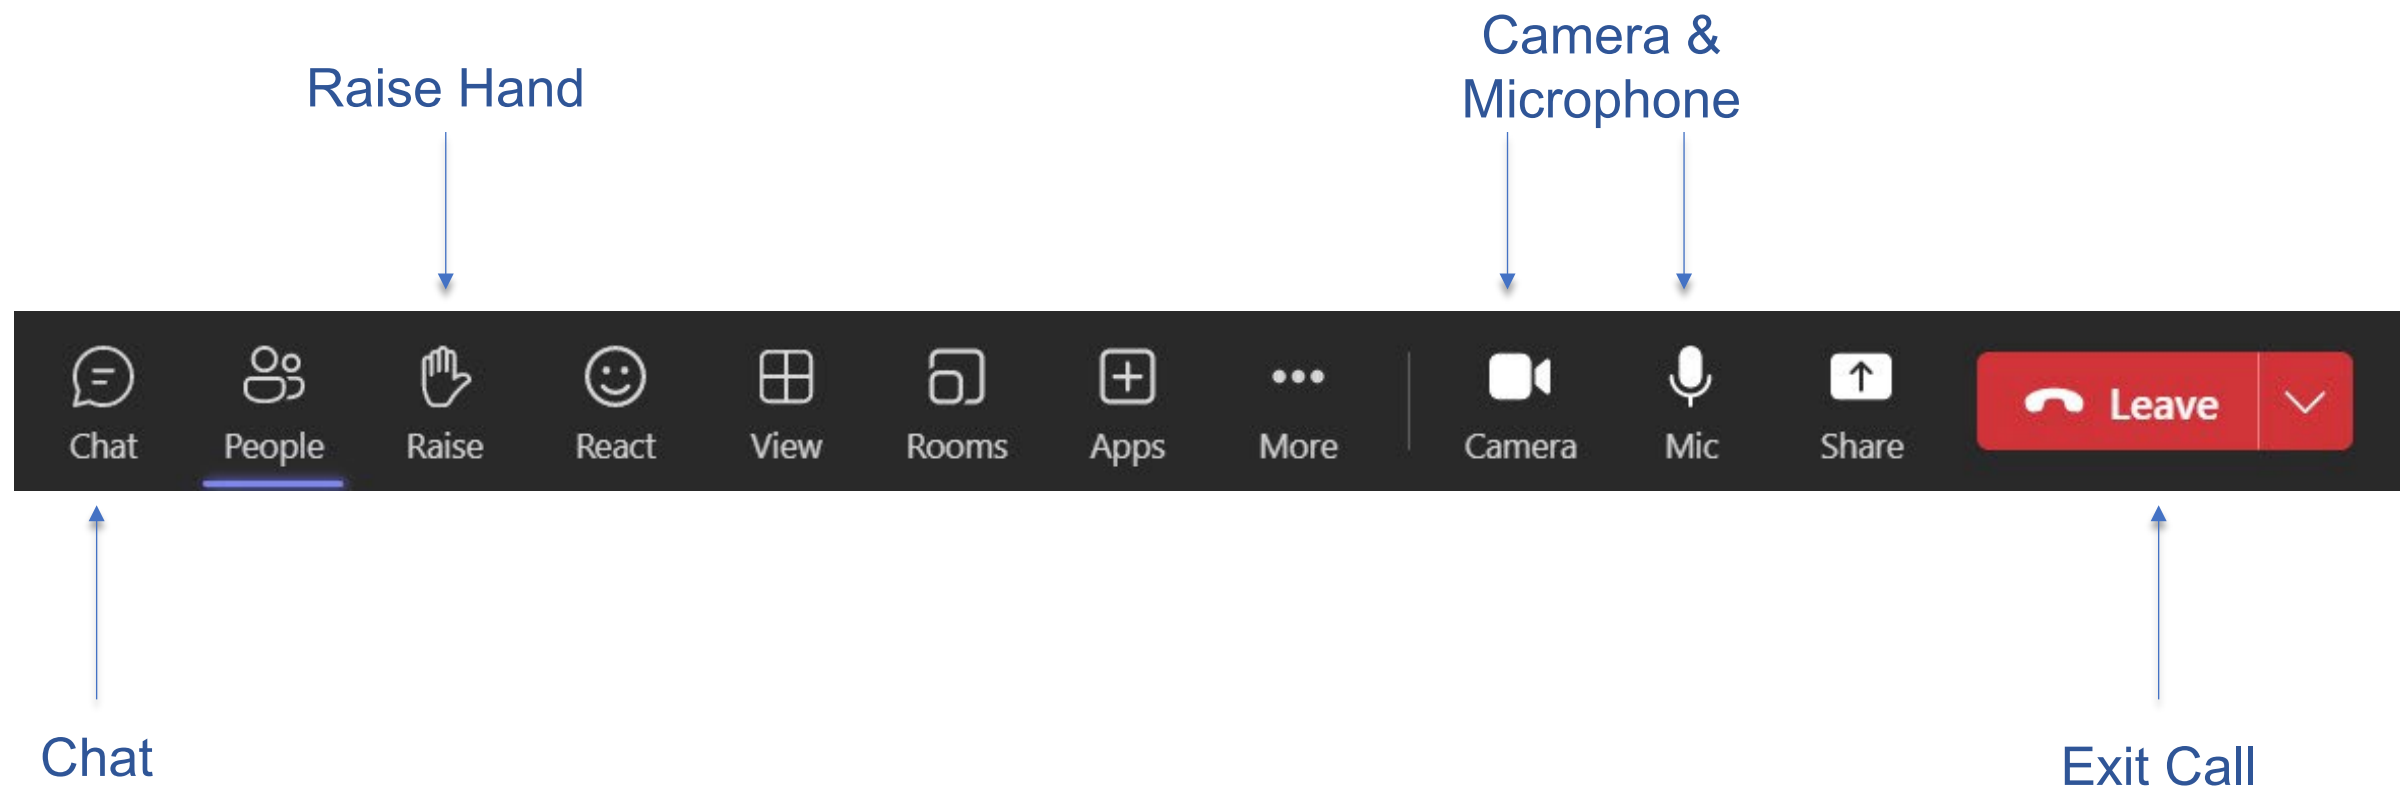 Camera &
Microphone
Raise Hand
Chat People Raise React View Rooms Apps More Camera Mic Share Leave
Chat
Exit Call